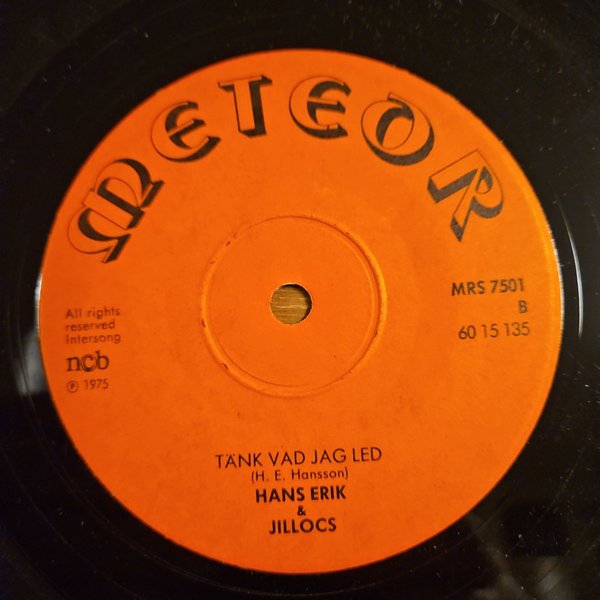 METEOR
All rights
reserved
Intersong
ncb
Ⓟ 1975
MRS 7501
B
60 15 135
TÄNK VAD JAG LED
(H. E. Hansson)
HANS ERIK
&
JILLOCS